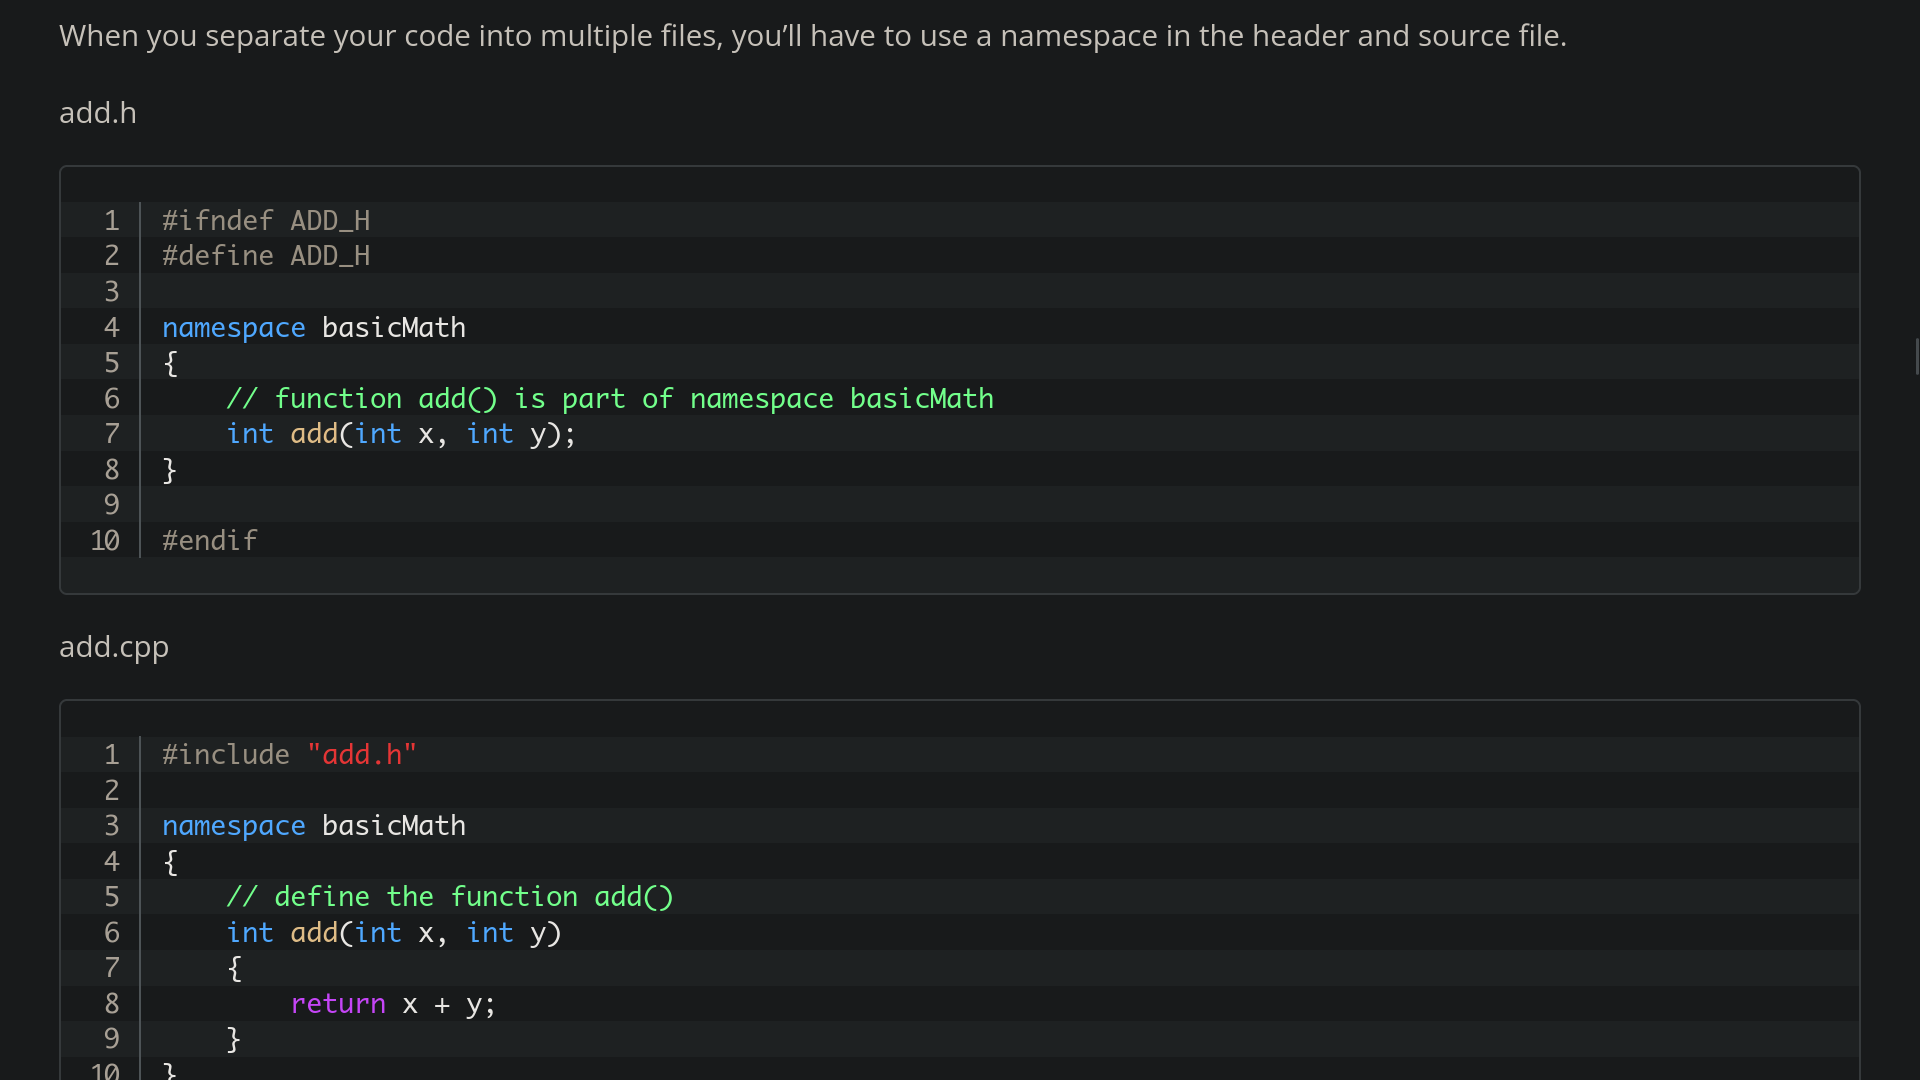 When you separate your code into multiple files, you’ll have to use a namespace in the header and source file.
add.h
1 #ifndef ADD_H
2 #define ADD_H
3
4 namespace basicMath
5 {
6     // function add() is part of namespace basicMath
7     int add(int x, int y);
8 }
9
10 #endif
add.cpp
1 #include "add.h"
2
3 namespace basicMath
4 {
5     // define the function add()
6     int add(int x, int y)
7     {
8         return x + y;
9     }
10 }